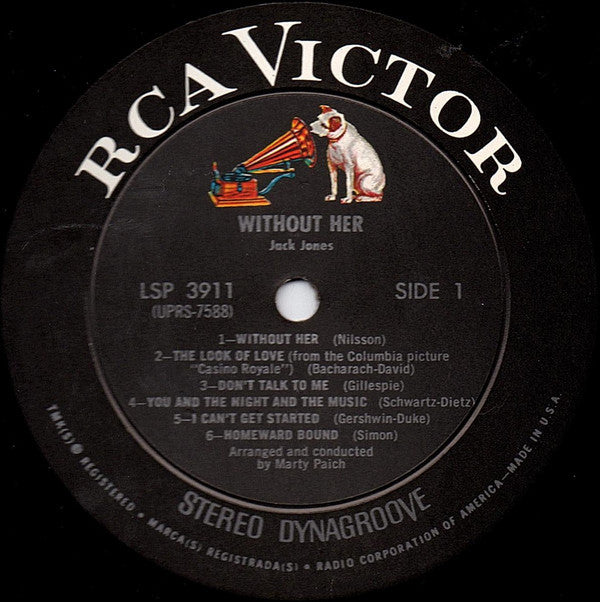 RCA VICTOR
WITHOUT HER
Jack Jones
LSP 3911
SIDE 1
(UPRS-7588)
1—WITHOUT HER (Nilsson)
2—THE LOOK OF LOVE (from the Columbia picture
"Casino Royale") (Bacharach-David)
3—DON'T TALK TO ME (Gillespie)
4—YOU AND THE NIGHT AND THE MUSIC (Schwartz-Dietz)
5—I CAN'T GET STARTED (Gershwin-Duke)
6—HOMEWARD BOUND (Simon)
Arranged and conducted
by Marty Paich
STEREO DYNAGROOVE
TMK(S) ® REGISTERED • MARCA(S) REGISTRADA(S) • RADIO CORPORATION OF AMERICA—MADE IN U.S.A.